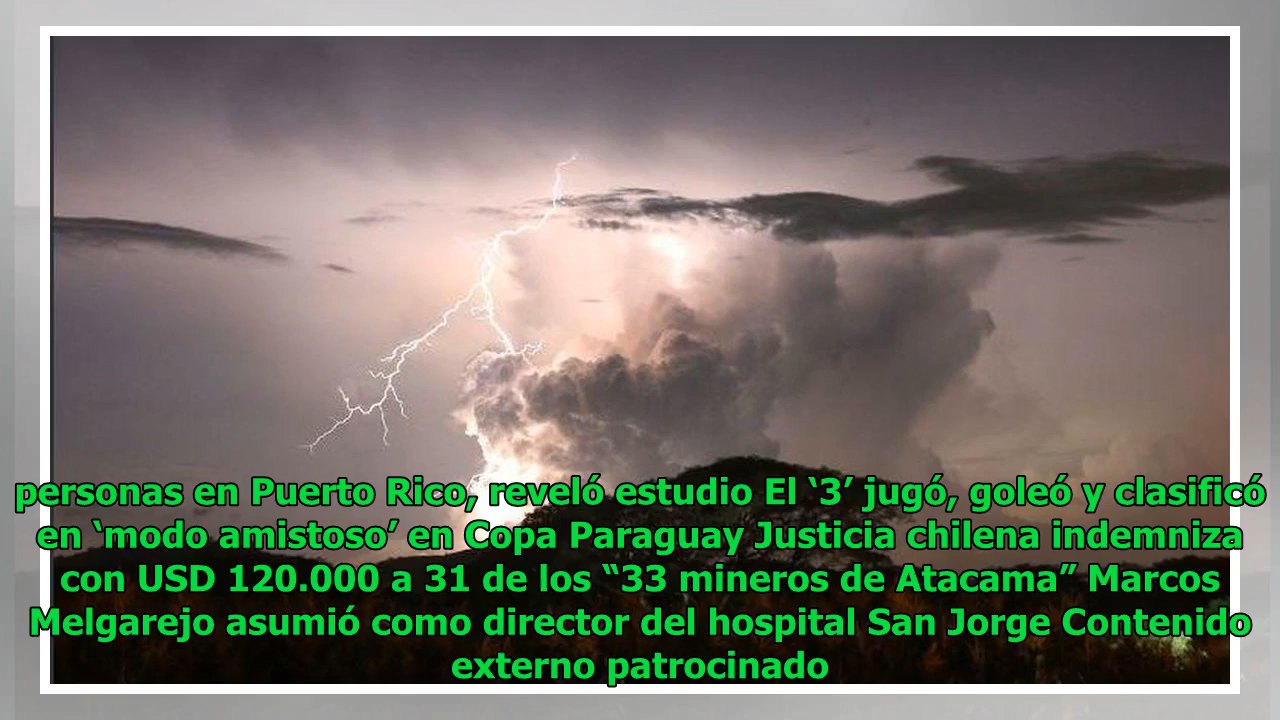 personas en Puerto Rico, reveló estudio El ‘3’ jugó, goleó y clasificó
en ‘modo amistoso’ en Copa Paraguay Justicia chilena indemniza
con USD 120.000 a 31 de los “33 mineros de Atacama” Marcos
Melgarejo asumió como director del hospital San Jorge Contenido
externo patrocinado